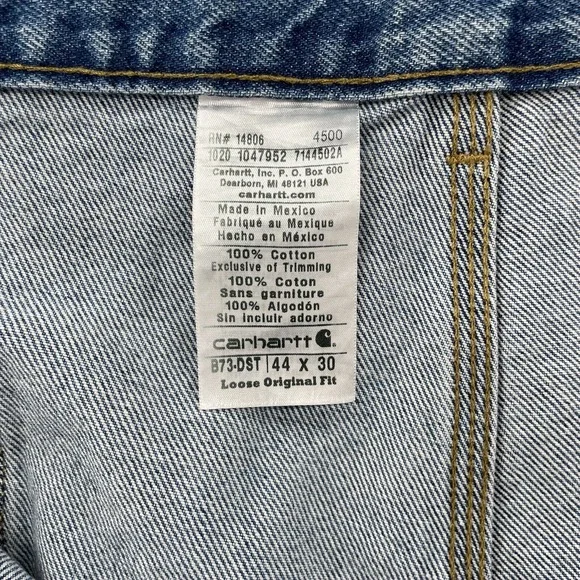 RN# 14806 4500
1020 1047952 7144502A
Carhartt, Inc. P. O. Box 600
Dearborn, MI 48121 USA
carhartt.com
Made in Mexico
Fabriqué au Mexique
Hecho en México
100% Cotton
Exclusive of Trimming
100% Coton
Sans garniture
100% Algodón
Sin incluir adorno
carhartt
B73-DST 44 X 30
Loose Original Fit